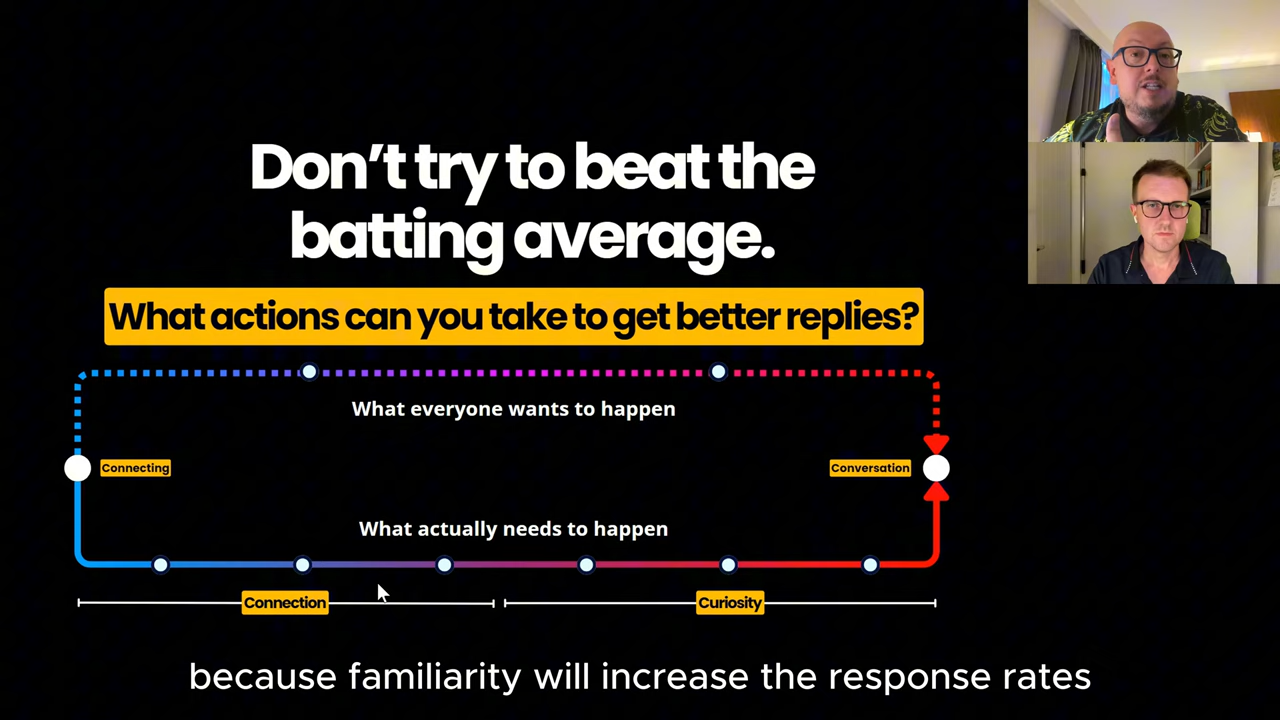 Don’t try to beat the
batting average.
What actions can you take to get better replies?
What everyone wants to happen
Connecting
Conversation
What actually needs to happen
Connection
Curiosity
because familiarity will increase the response rates